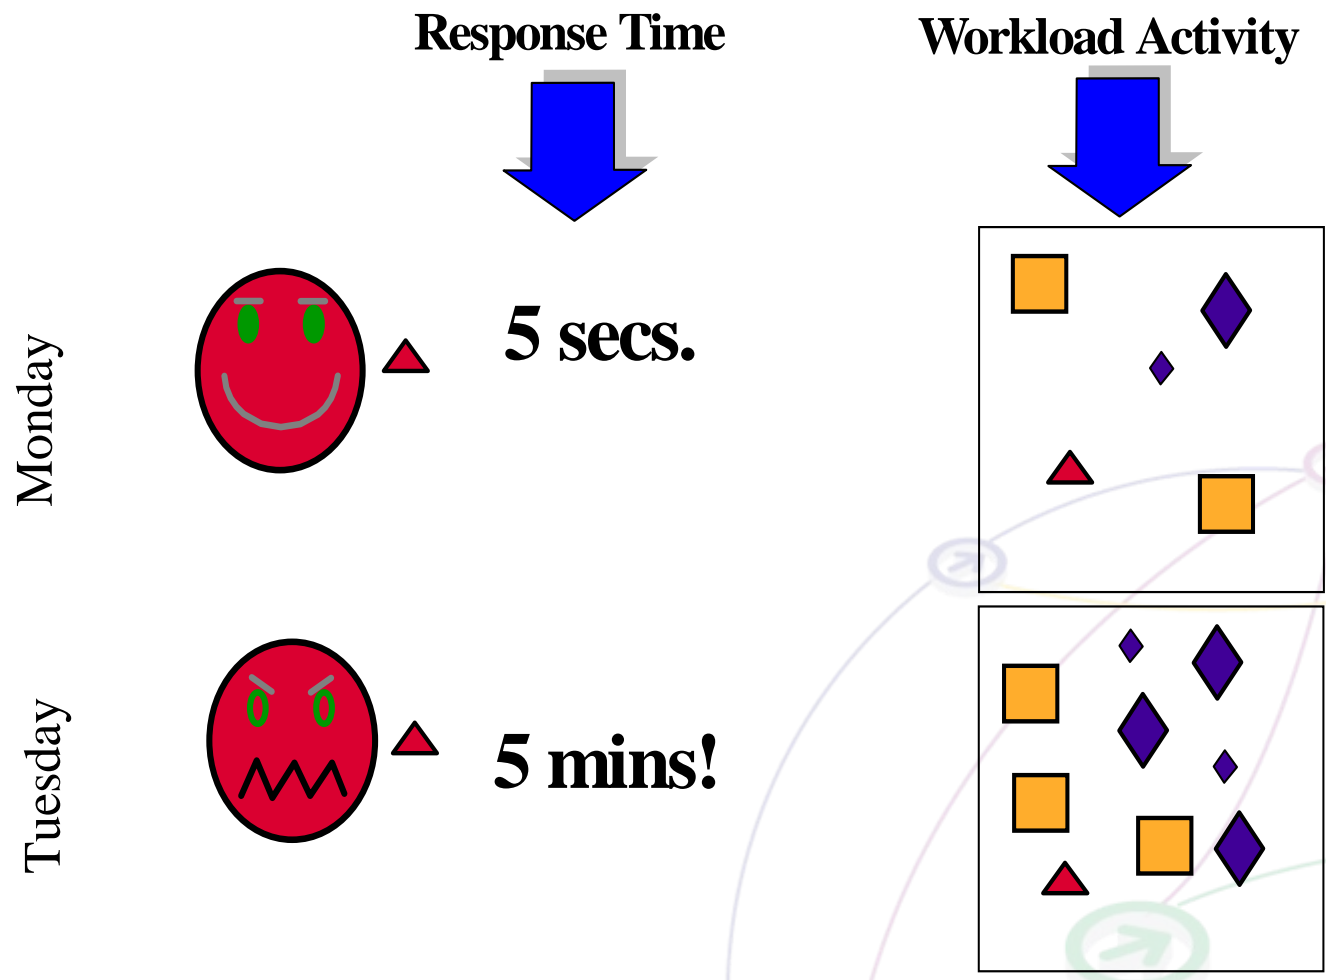 Response Time
Workload Activity
Monday
5 secs.
Tuesday
5 mins!